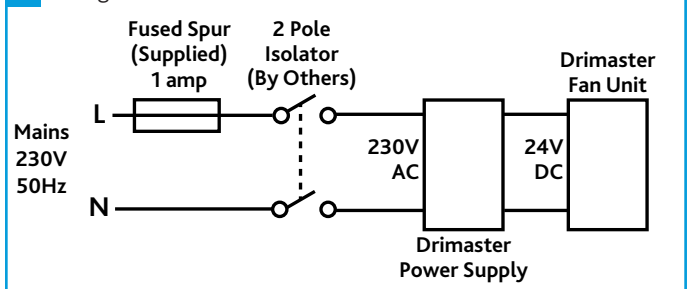 Fused Spur
(Supplied)
1 amp
2 Pole
Isolator
(By Others)
Drimaster
Fan Unit
L
Mains
230V
50Hz
230V
AC
24V
DC
N
Drimaster
Power Supply